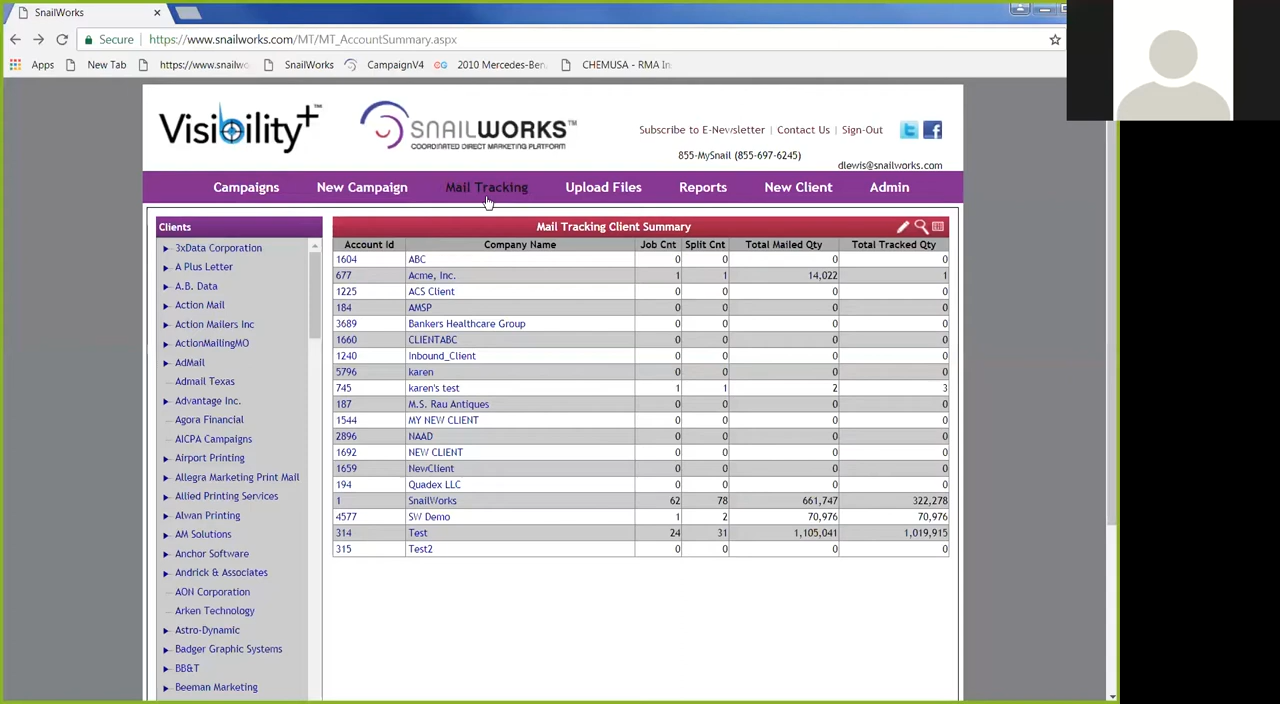 SnailWorks
Secure https://www.snailworks.com/MT/MT_AccountSummary.aspx
Apps New Tab https://www.snailwo SnailWorks CampaignV4 2010 Mercedes-Ben CHEMUSA - RMA In
Visibility+™ SNAILWORKS™
COORDINATED DIRECT MARKETING PLATFORM
Subscribe to E-Newsletter | Contact Us | Sign-Out
855-MySnail (855-697-6245)
dlewis@snailworks.com
Campaigns New Campaign Mail Tracking Upload Files Reports New Client Admin
Clients
3xData Corporation
A Plus Letter
A.B. Data
Action Mail
Action Mailers Inc
ActionMailingMO
AdMail
Admail Texas
Advantage Inc.
Agora Financial
AICPA Campaigns
Airport Printing
Allegra Marketing Print Mail
Allied Printing Services
Alwan Printing
AM Solutions
Anchor Software
Andrick & Associates
AON Corporation
Arken Technology
Astro-Dynamic
Badger Graphic Systems
BB&T
Beeman Marketing
Mail Tracking Client Summary
Account Id Company Name Job Cnt Split Cnt Total Mailed Qty Total Tracked Qty
1604 ABC 0 0 0 0
677 Acme, Inc. 1 1 14,022 1
1225 ACS Client 0 0 0 0
184 AMSP 0 0 0 0
3689 Bankers Healthcare Group 0 0 0 0
1660 CLIENTABC 0 0 0 0
1240 Inbound_Client 0 0 0 0
5796 karen 0 0 0 0
745 karen's test 1 1 2 3
187 M.S. Rau Antiques 0 0 0 0
1544 MY NEW CLIENT 0 0 0 0
2896 NAAD 0 0 0 0
1692 NEW CLIENT 0 0 0 0
1659 NewClient 0 0 0 0
194 Quadex LLC 0 0 0 0
1 SnailWorks 62 78 661,747 322,278
4577 SW Demo 1 2 70,976 70,976
314 Test 24 31 1,105,041 1,019,915
315 Test2 0 0 0 0